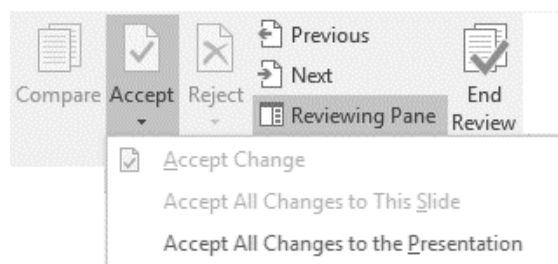 Compare
Accept
Reject
Previous
Next
Reviewing Pane
End
Review
Accept Change
Accept All Changes to This Slide
Accept All Changes to the Presentation